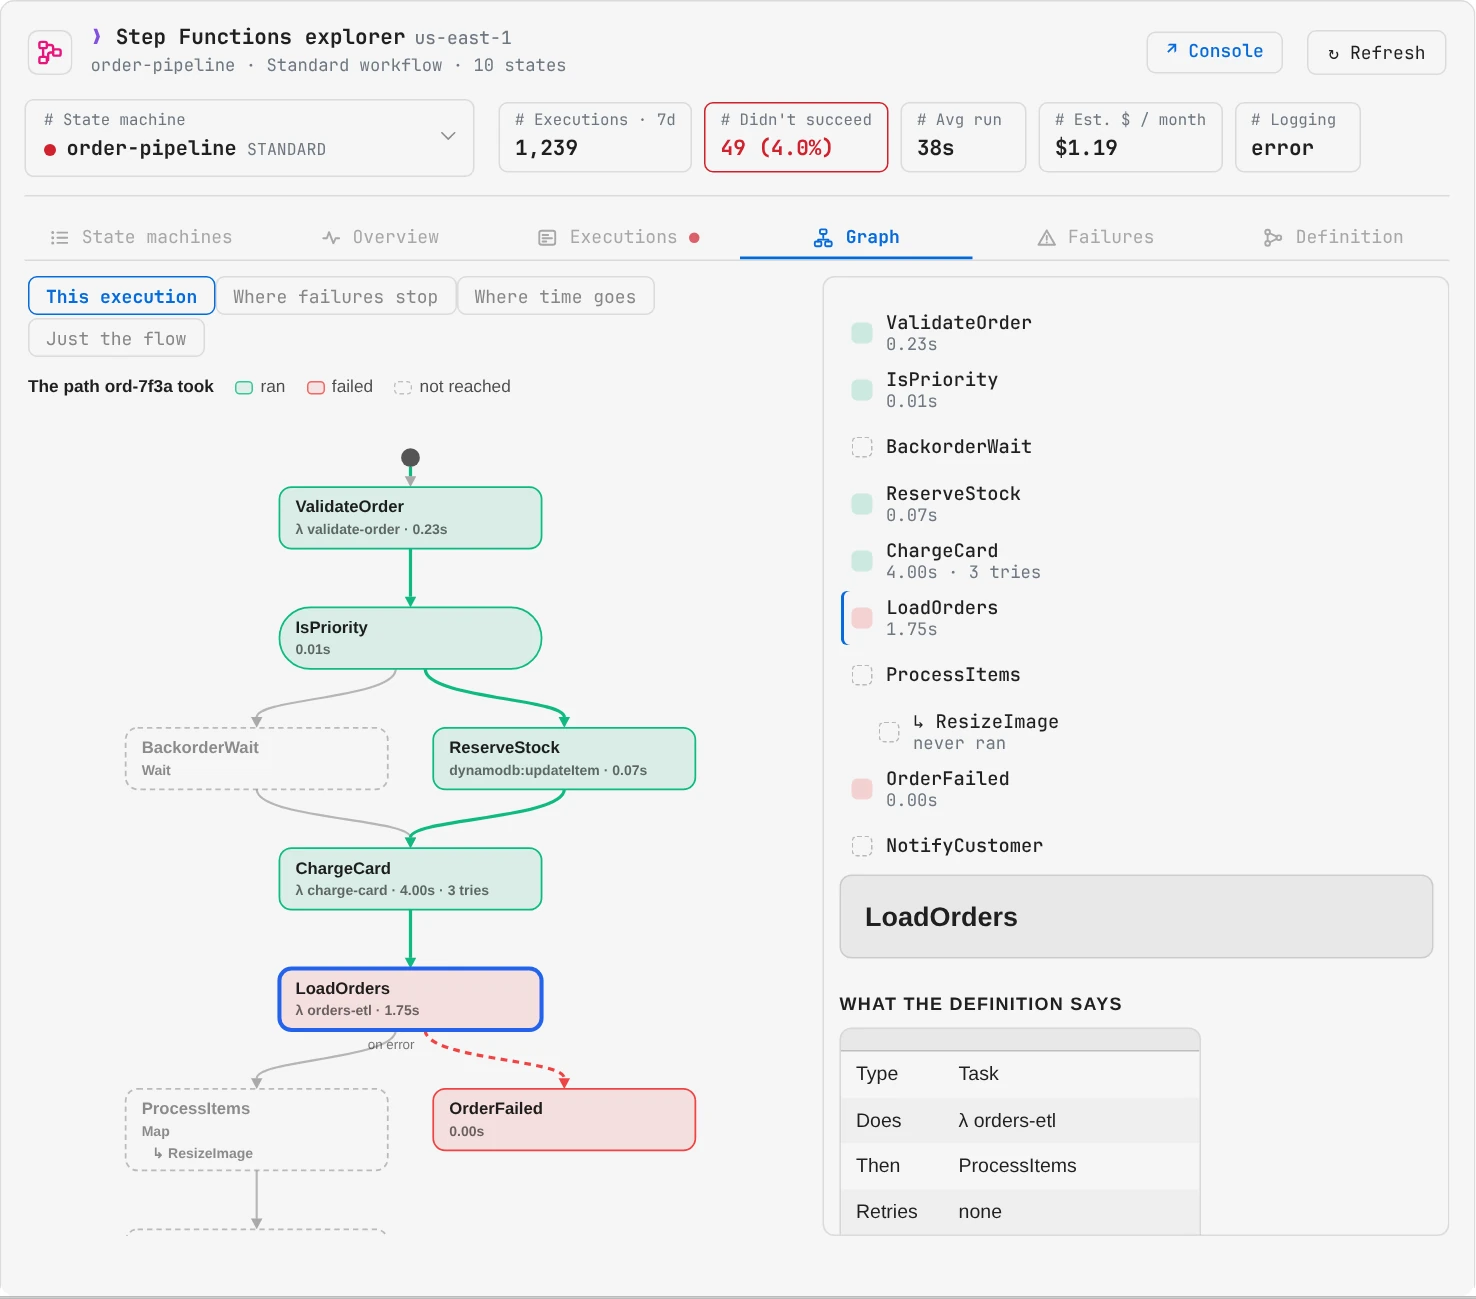 ❱ Step Functions explorer us-east-1
order-pipeline · Standard workflow · 10 states
Console
↻ Refresh
# State machine
order-pipeline STANDARD
# Executions · 7d
1,239
# Didn't succeed
49 (4.0%)
# Avg run
38s
# Est. $ / month
$1.19
# Logging
error
State machines
Overview
Executions
Graph
Failures
Definition
This execution
Where failures stop
Where time goes
Just the flow
The path ord-7f3a took
ran
failed
not reached
ValidateOrder
λ validate-order · 0.23s
IsPriority
0.01s
BackorderWait
Wait
ReserveStock
dynamodb:updateItem · 0.07s
ChargeCard
λ charge-card · 4.00s · 3 tries
LoadOrders
λ orders-etl · 1.75s
on error
ProcessItems
Map
↳ ResizeImage
OrderFailed
0.00s
ValidateOrder
0.23s
IsPriority
0.01s
BackorderWait
ReserveStock
0.07s
ChargeCard
4.00s · 3 tries
LoadOrders
1.75s
ProcessItems
↳ ResizeImage
never ran
OrderFailed
0.00s
NotifyCustomer
LoadOrders
WHAT THE DEFINITION SAYS
Type Task
Does λ orders-etl
Then ProcessItems
Retries none